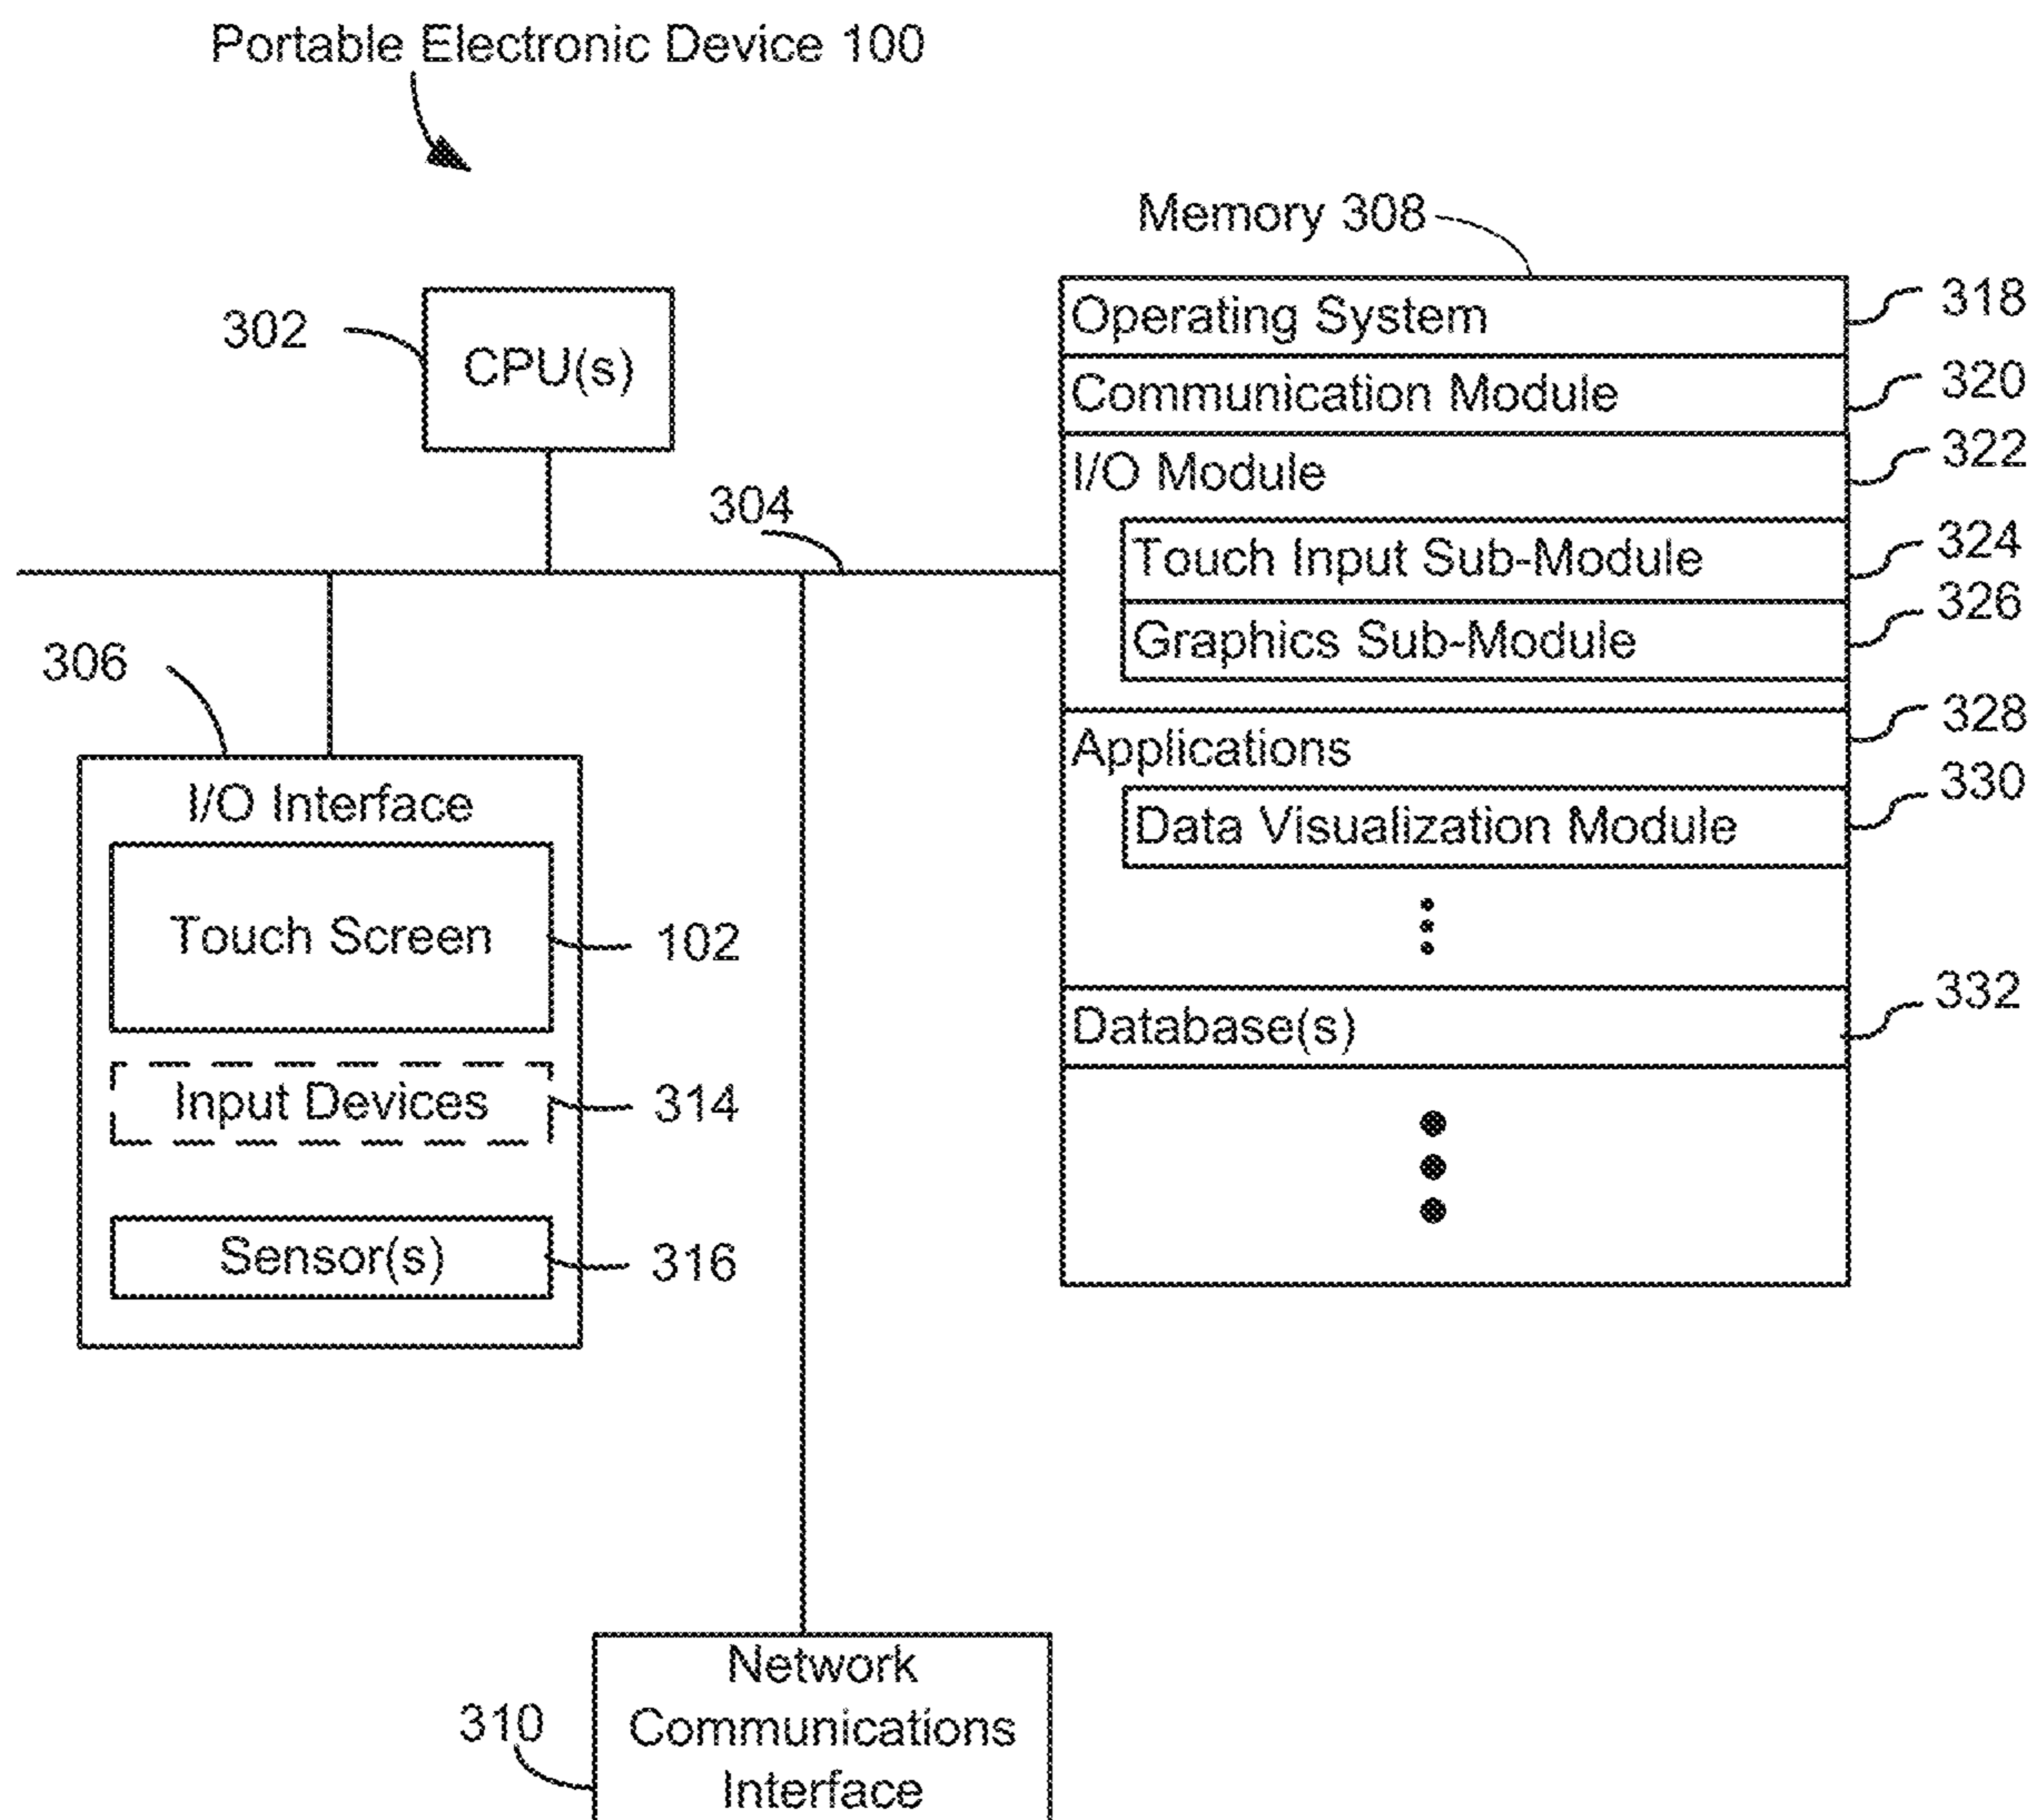 Portable Electronic Device 100
Memory 308
302
CPU(s)
304
306
I/O Interface
Touch Screen
102
Input Devices
314
Sensor(s)
316
Operating System
318
Communication Module
320
I/O Module
322
Touch Input Sub-Module
324
Graphics Sub-Module
326
Applications
328
Data Visualization Module
330
Database(s)
332
310
Network
Communications
Interface